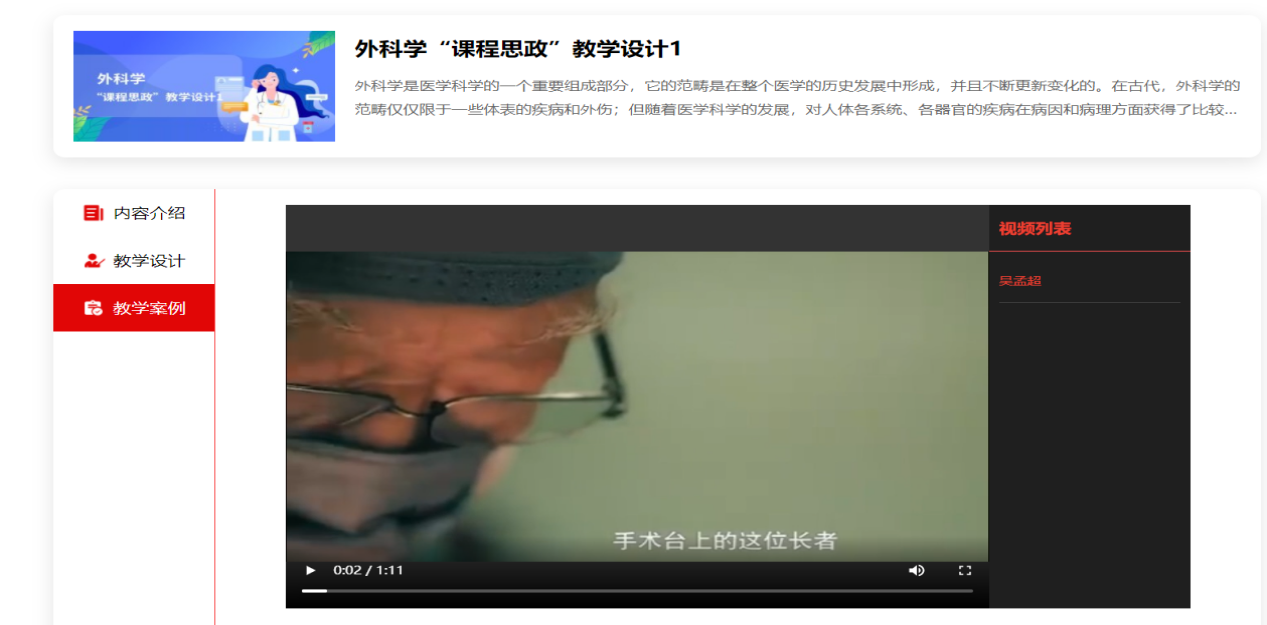 外科学
“课程思政”教学设计1
外科学“课程思政”教学设计1
外科学是医学科学的一个重要组成部分，它的范畴是在整个医学的历史发展中形成，并且不断更新变化的。在古代，外科学的
范畴仅仅限于一些体表的疾病和外伤；但随着医学科学的发展，对人体各系统、各器官的疾病在病因和病理方面获得了比较...
内容介绍
教学设计
教学案例
视频列表
吴孟超
手术台上的这位长者
0:02 / 1:11